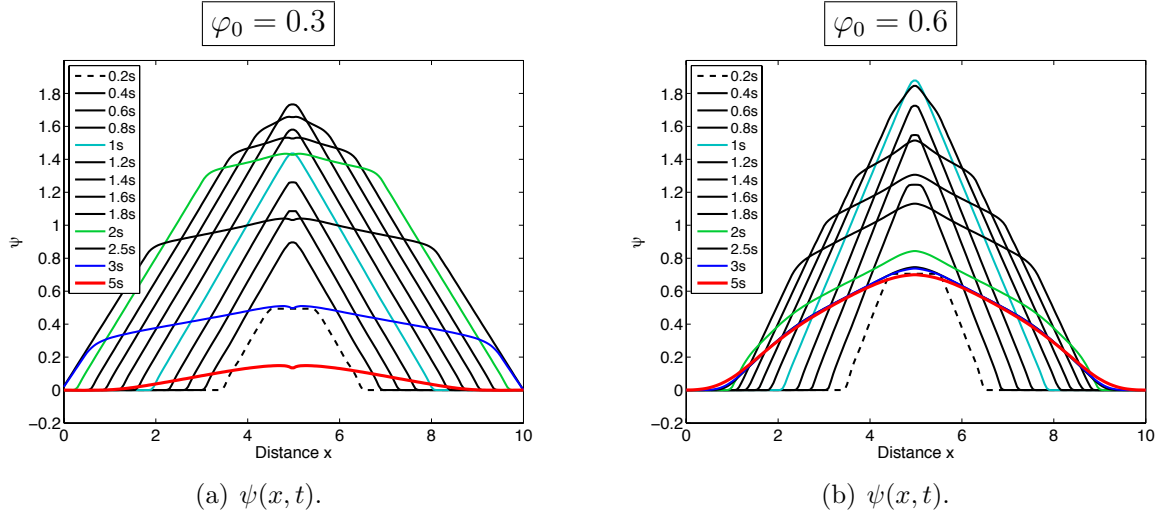 φ₀ = 0.3
1.8
1.6
1.4
1.2
1
0.8
0.6
0.4
0.2
0
−0.2
ψ
0.2s
0.4s
0.6s
0.8s
1s
1.2s
1.4s
1.6s
1.8s
2s
2.5s
3s
5s
0 2 4 6 8 10
Distance x
(a) ψ(x, t).
φ₀ = 0.6
1.8
1.6
1.4
1.2
1
0.8
0.6
0.4
0.2
0
−0.2
ψ
0.2s
0.4s
0.6s
0.8s
1s
1.2s
1.4s
1.6s
1.8s
2s
2.5s
3s
5s
0 2 4 6 8 10
Distance x
(b) ψ(x, t).